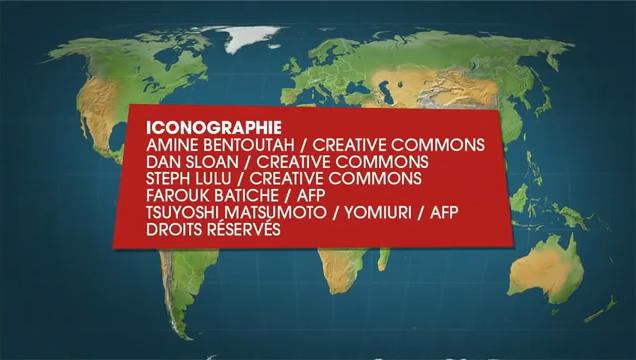 ICONOGRAPHIE
AMINE BENTOUTAH / CREATIVE COMMONS
DAN SLOAN / CREATIVE COMMONS
STEPH LULU / CREATIVE COMMONS
FAROUK BATICHE / AFP
TSUYOSHI MATSUMOTO / YOMIURI / AFP
DROITS RÉSERVÉS